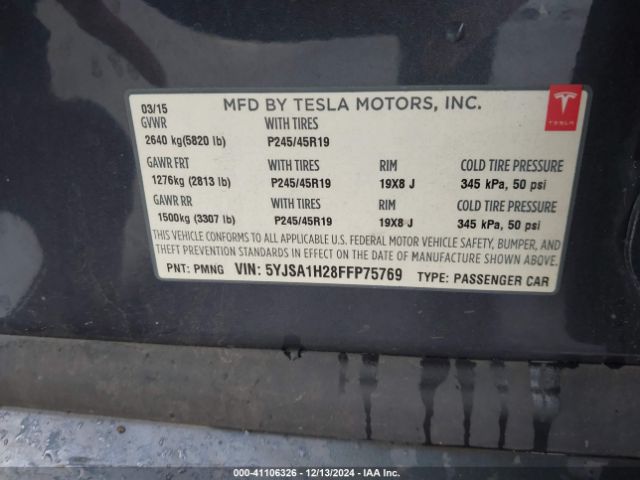 03/15 MFD BY TESLA MOTORS, INC.
GVWR WITH TIRES
2640 kg(5820 lb) P245/45R19
GAWR FRT WITH TIRES RIM COLD TIRE PRESSURE
1276kg (2813 lb) P245/45R19 19X8 J 345 kPa, 50 psi
GAWR RR WITH TIRES RIM COLD TIRE PRESSURE
1500kg (3307 lb) P245/45R19 19X8 J 345 kPa, 50 psi
THIS VEHICLE CONFORMS TO ALL APPLICABLE U.S. FEDERAL MOTOR VEHICLE SAFETY, BUMPER, AND
THEFT PREVENTION STANDARDS IN EFFECT ON THE DATE OF MANUFACTURE SHOWN ABOVE.
PNT: PMNG VIN: 5YJSA1H28FFP75769 TYPE: PASSENGER CAR
TESLA
000-41106326 - 12/13/2024 - IAA Inc.